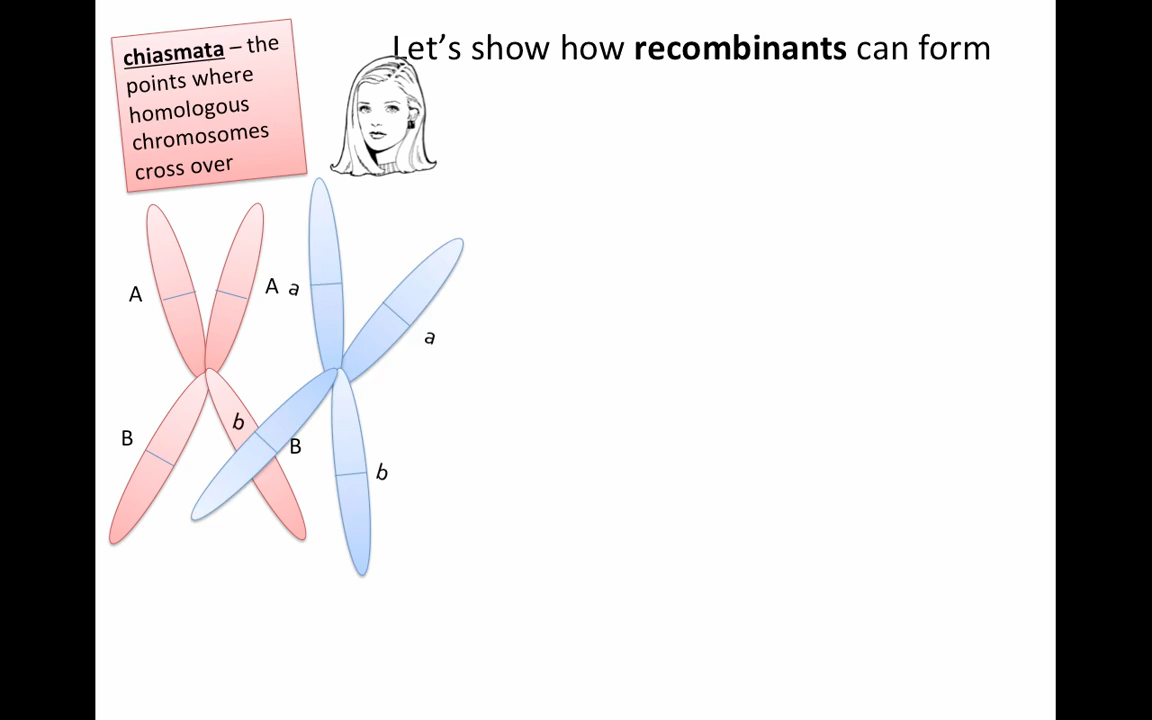 Let's show how recombinants can form
chiasmata – the
points where
homologous
chromosomes
cross over
A
A
a
a
B
b
B
b